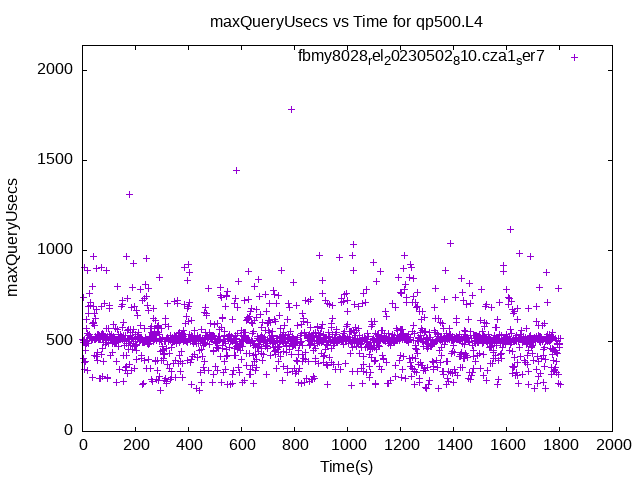 maxQueryUsecs vs Time for qp500.L4
fbmy8028rel20230502810.cza1ser7
2000
1500
1000
500
0
maxQueryUsecs
0 200 400 600 800 1000 1200 1400 1600 1800 2000
Time(s)